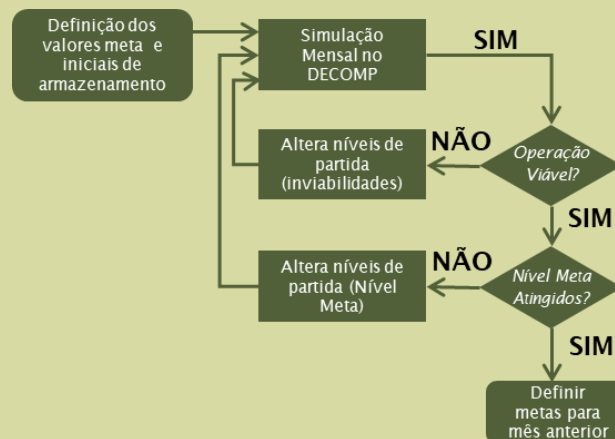 Definição dos
valores meta e
iniciais de
armazenamento
Simulação
Mensal no
DECOMP
SIM
Altera níveis de
partida
(inviabilidades)
NÃO
Operação
Viável?
SIM
Altera níveis de
partida (Nível
Meta)
NÃO
Nível Meta
Atingidos?
SIM
Definir
metas para
mês anterior